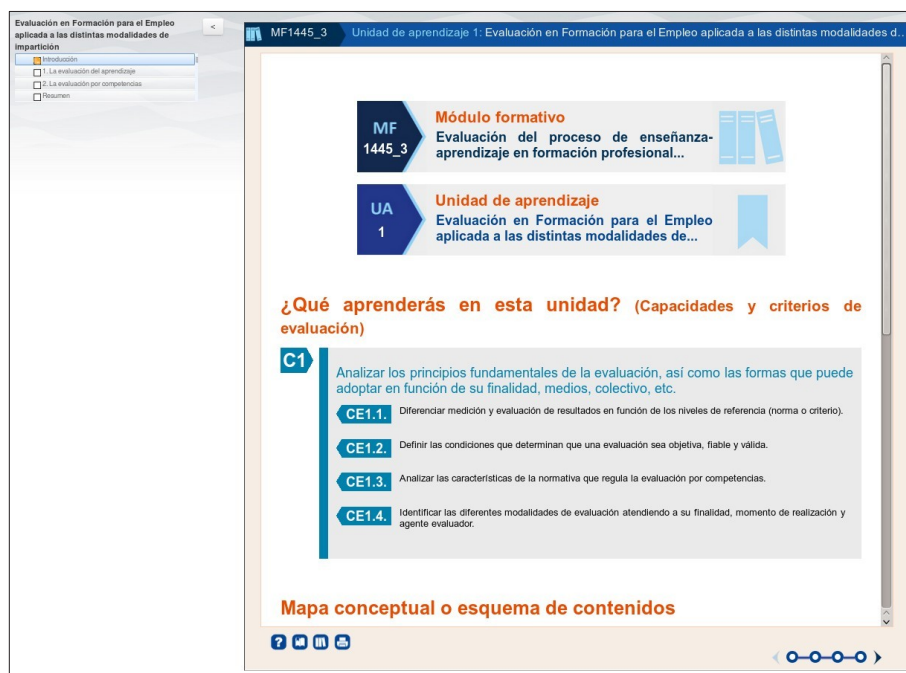 Evaluación en Formación para el Empleo
aplicada a las distintas modalidades de
impartición
<
Introducción
1. La evaluación del aprendizaje
2. La evaluación por competencias
Resumen
MF1445_3
Unidad de aprendizaje 1: Evaluación en Formación para el Empleo aplicada a las distintas modalidades d...
MF
1445_3
Módulo formativo
Evaluación del proceso de enseñanza-
aprendizaje en formación profesional...
UA
1
Unidad de aprendizaje
Evaluación en Formación para el Empleo
aplicada a las distintas modalidades de...
¿Qué aprenderás en esta unidad? (Capacidades y criterios de
evaluación)
C1
Analizar los principios fundamentales de la evaluación, así como las formas que puede
adoptar en función de su finalidad, medios, colectivo, etc.
CE1.1. Diferenciar medición y evaluación de resultados en función de los niveles de referencia (norma o criterio).
CE1.2. Definir las condiciones que determinan que una evaluación sea objetiva, fiable y válida.
CE1.3. Analizar las características de la normativa que regula la evaluación por competencias.
CE1.4. Identificar las diferentes modalidades de evaluación atendiendo a su finalidad, momento de realización y
agente evaluador.
Mapa conceptual o esquema de contenidos
?